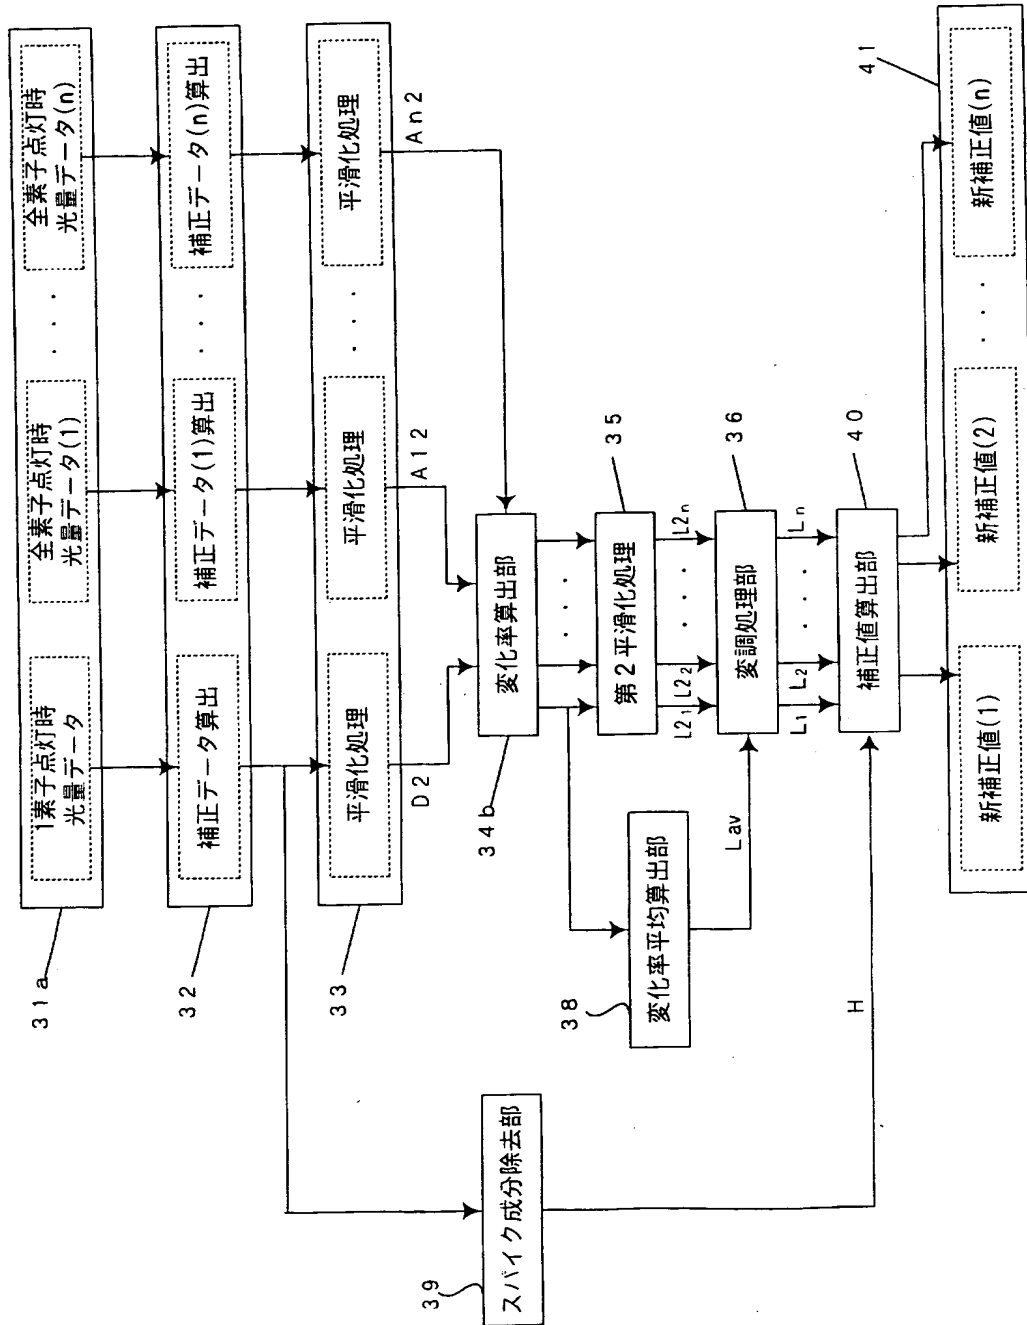 31a
1素子点灯時
光量データ
全素子点灯時
光量データ(1)
・・・
全素子点灯時
光量データ(n)
32
補正データ算出
補正データ(1)算出
・・・
補正データ(n)算出
33
平滑化処理
平滑化処理
・・・
平滑化処理
D2
A12
An2
34b
変化率算出部
・・・・
35
第2平滑化処理
L2₁
L2₂
・・・・
L2n
38
変化率平均算出部
Lav
36
変調処理部
L₁
L₂
・・・・
Ln
39
スパイク成分除去部
H
40
補正値算出部
41
新補正値(1)
新補正値(2)
・・・
新補正値(n)